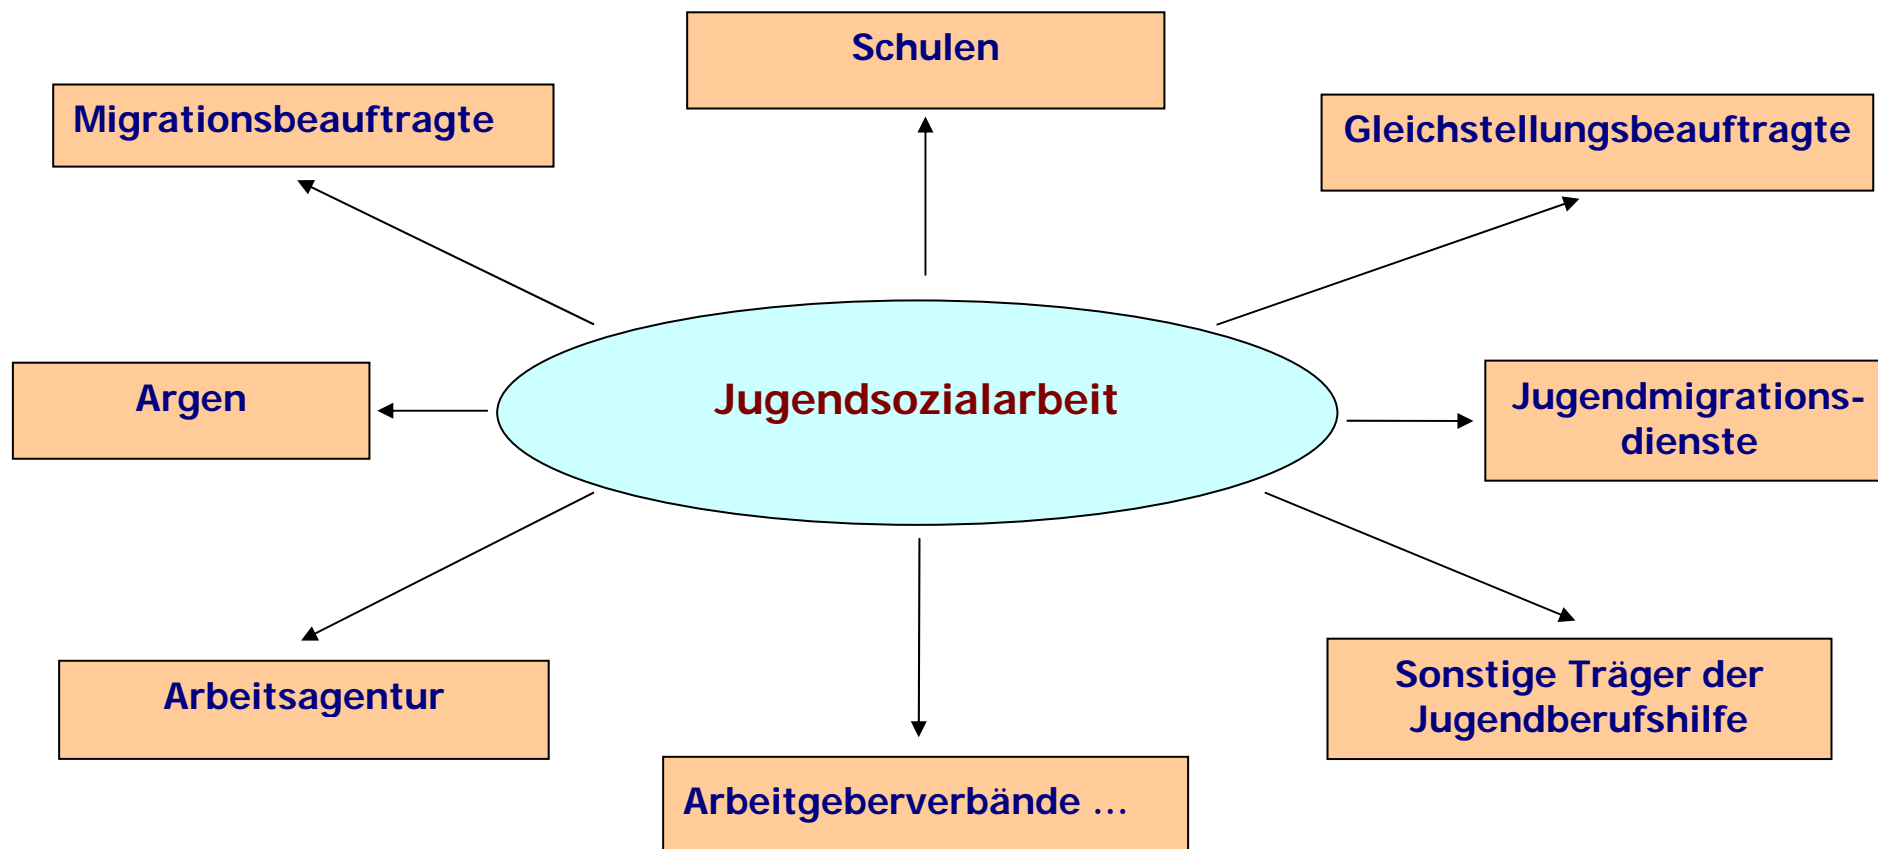 Schulen
Migrationsbeauftragte
Gleichstellungsbeauftragte
Argen
Jugendsozialarbeit
Jugendmigrations-
dienste
Arbeitsagentur
Sonstige Träger der
Jugendberufshilfe
Arbeitgeberverbände ...